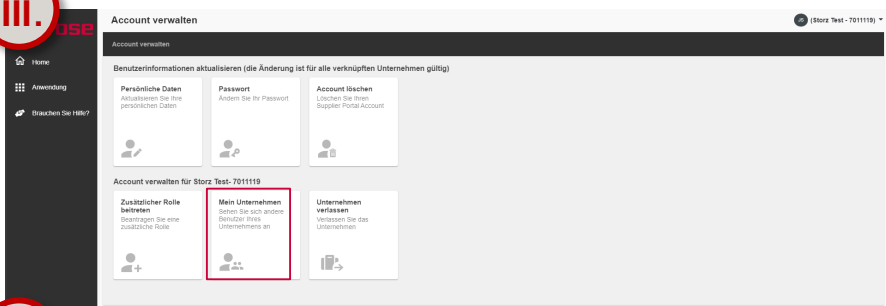 III.
ose
Account verwalten
JS (Storz Test - 7011119)
Account verwalten
Home
Anwendung
Brauchen Sie Hilfe?
Benutzerinformationen aktualisieren (die Änderung ist für alle verknüpften Unternehmen gültig)
Persönliche Daten
Aktualisieren Sie Ihre
persönlichen Daten
Passwort
Ändern Sie Ihr Passwort
Account löschen
Löschen Sie Ihren
Supplier Portal Account
Account verwalten für Storz Test- 7011119
Zusätzlicher Rolle
beitreten
Beantragen Sie eine
zusätzliche Rolle
Mein Unternehmen
Sehen Sie sich andere
Benutzer Ihres
Unternehmens an
Unternehmen
verlassen
Verlassen Sie das
Unternehmen